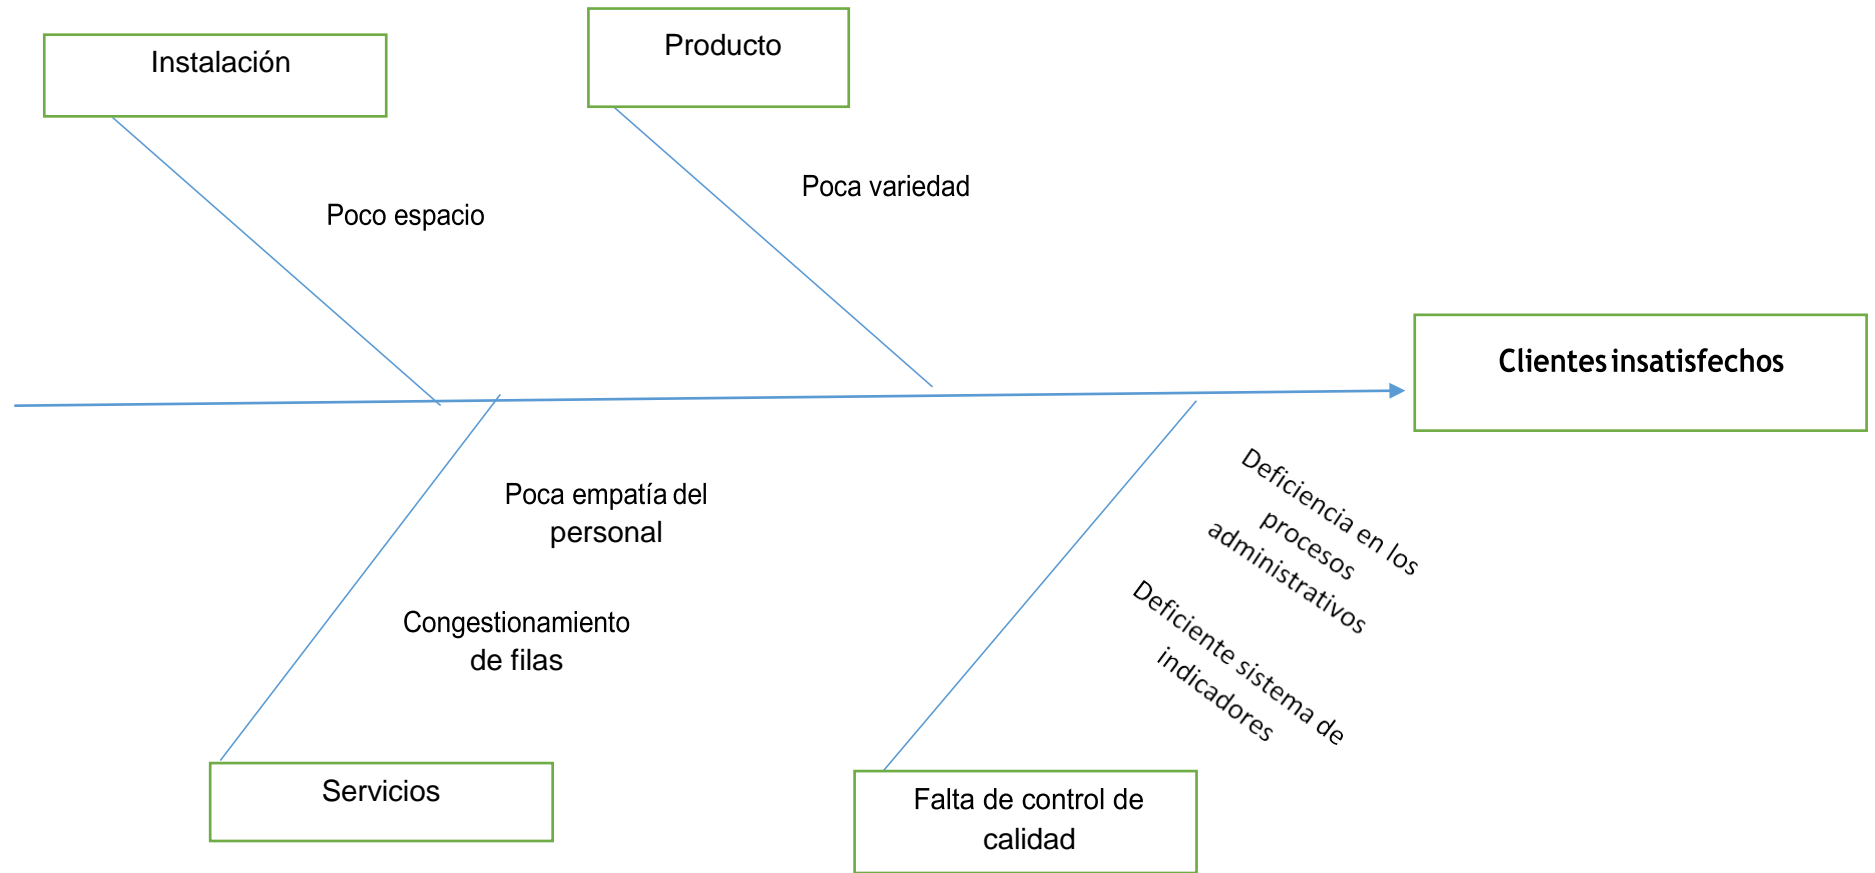 Instalación
Producto
Poco espacio
Poca variedad
Clientes insatisfechos
Poca empatía del
personal
Congestionamiento
de filas
Deficiencia en los
procesos
administrativos
Deficiente sistema de
indicadores
Servicios
Falta de control de
calidad